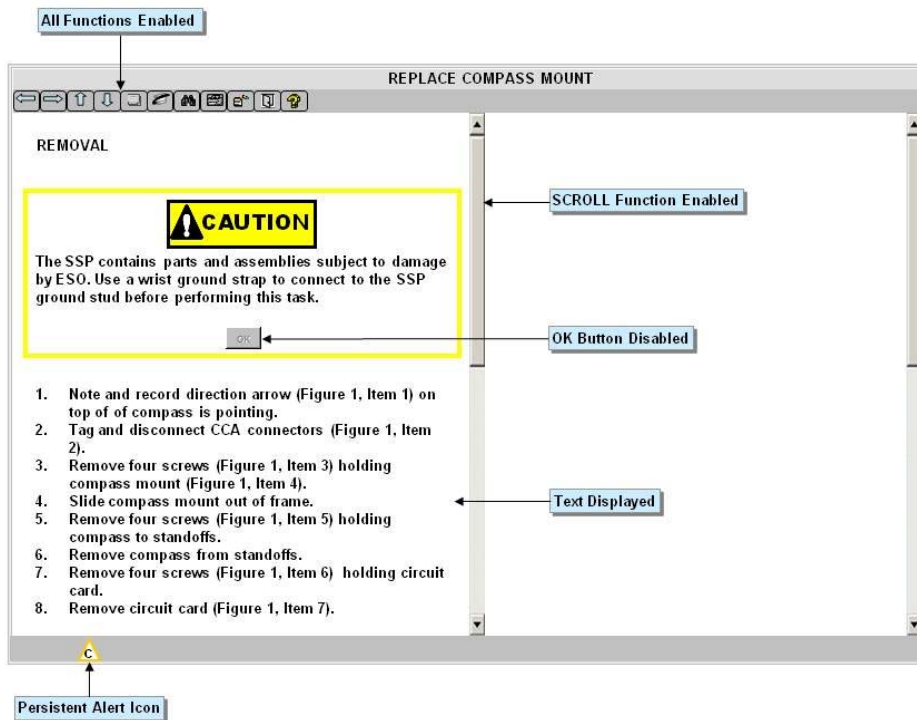 All Functions Enabled
REPLACE COMPASS MOUNT
REMOVAL
SCROLL Function Enabled
CAUTION
The SSP contains parts and assemblies subject to damage
by ESO. Use a wrist ground strap to connect to the SSP
ground stud before performing this task.
OK
OK Button Disabled
1. Note and record direction arrow (Figure 1, Item 1) on
top of of compass is pointing.
2. Tag and disconnect CCA connectors (Figure 1, Item
2).
3. Remove four screws (Figure 1, Item 3) holding
compass mount (Figure 1, Item 4).
4. Slide compass mount out of frame.
Text Displayed
5. Remove four screws (Figure 1, Item 5) holding
compass to standoffs.
6. Remove compass from standoffs.
7. Remove four screws (Figure 1, Item 6) holding circuit
card.
8. Remove circuit card (Figure 1, Item 7).
C
Persistent Alert Icon